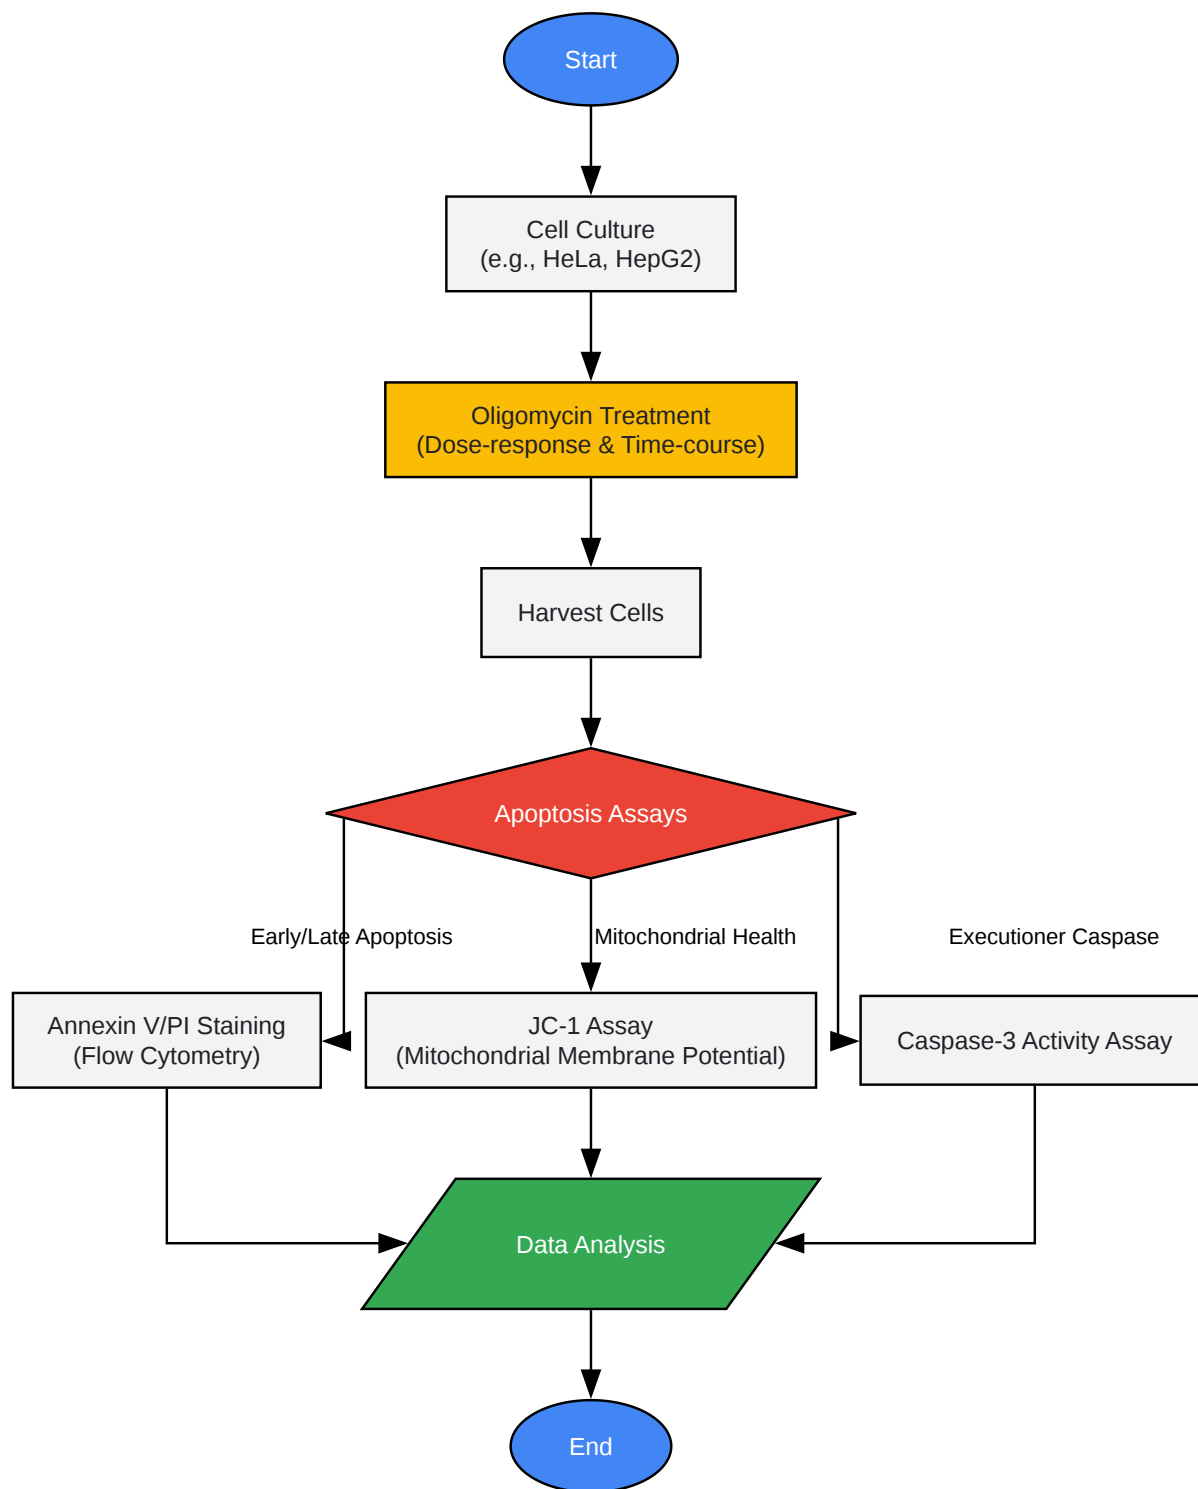 Start
Cell Culture
(e.g., HeLa, HepG2)
Oligomycin Treatment
(Dose-response & Time-course)
Harvest Cells
Apoptosis Assays
Early/Late Apoptosis
Mitochondrial Health
Executioner Caspase
Annexin V/PI Staining
(Flow Cytometry)
JC-1 Assay
(Mitochondrial Membrane Potential)
Caspase-3 Activity Assay
Data Analysis
End